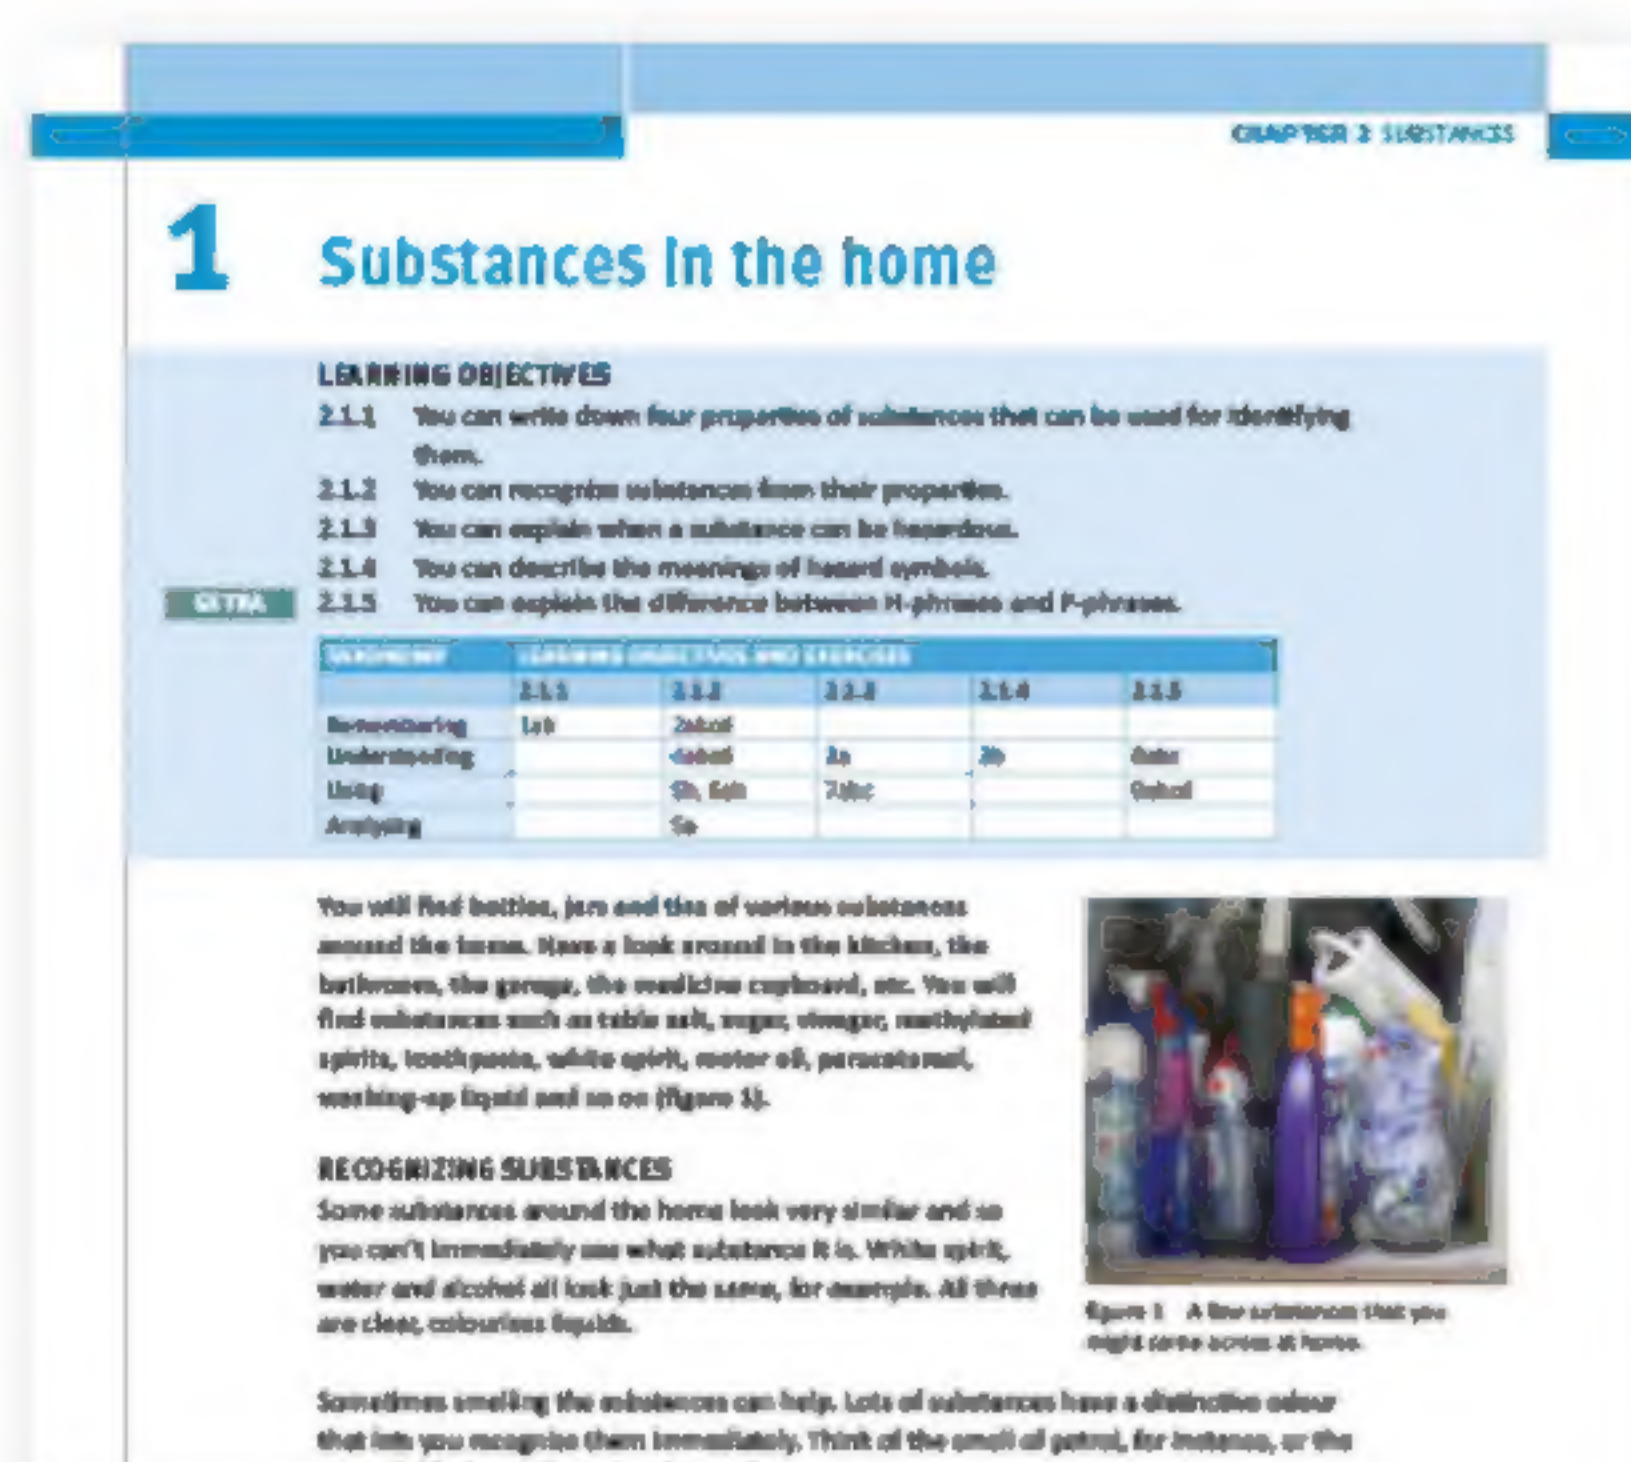 CHAPTER 2 SUBSTANCES
1 Substances in the home
LEARNING OBJECTIVES
2.1.1 You can write down four properties of substances that can be used for identifying
them.
2.1.2 You can recognize substances from their properties.
2.1.3 You can explain when a substance can be hazardous.
2.1.4 You can describe the meanings of hazard symbols.
EXTRA 2.1.5 You can explain the difference between H-phrases and P-phrases.
TAXONOMY LEARNING OBJECTIVES AND EXERCISES
2.1.1 2.1.2 2.1.3 2.1.4 2.1.5
Remembering 1ab
Understanding
Using
Analysing
You will find bottles, jars and tins of various substances
around the home. Have a look around in the kitchen, the
bathroom, the garage, the medicine cupboard, etc. You will
find substances such as table salt, sugar, vinegar, methylated
spirits, toothpaste, white spirit, motor oil, paracetamol,
washing-up liquid and so on (figure 1).
RECOGNIZING SUBSTANCES
Some substances around the home look very similar and so
you can't immediately see what substance it is. White spirit,
water and alcohol all look just the same, for example. All three
are clear, colourless liquids.
figure 1 A few substances that you
might come across at home.
Sometimes smelling the substances can help. Lots of substances have a distinctive odour
that lets you recognize them immediately. Think of the smell of petrol, for instance, or the